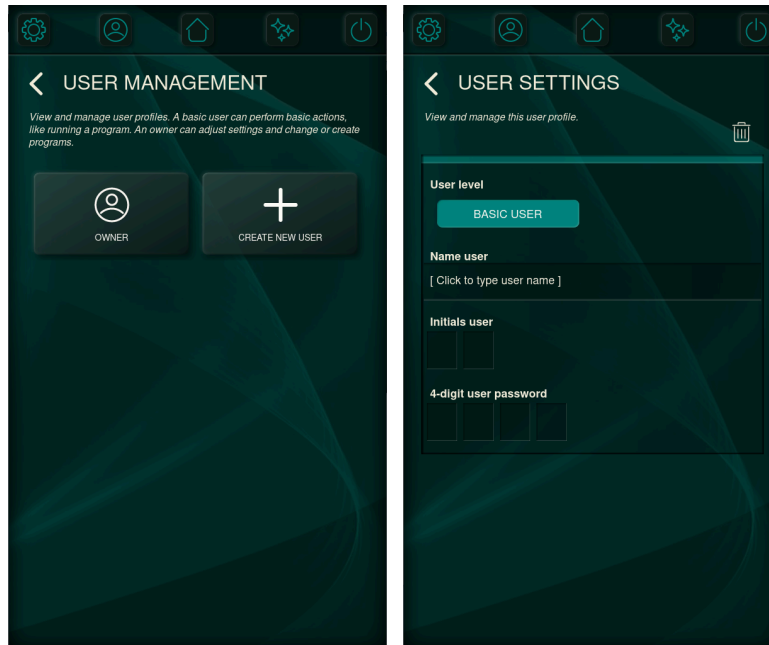 USER MANAGEMENT
View and manage user profiles. A basic user can perform basic actions,
like running a program. An owner can adjust settings and change or create
programs.
OWNER
CREATE NEW USER
USER SETTINGS
View and manage this user profile.
User level
BASIC USER
Name user
[ Click to type user name ]
Initials user
4-digit user password